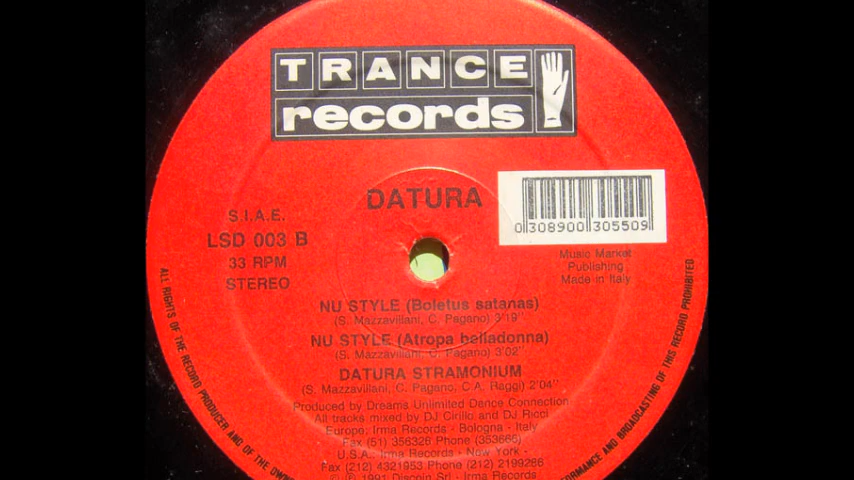 TRANCE
records
DATURA
S.I.A.E.
LSD 003 B
33 RPM
STEREO
0 308900 305509
Music Market
Publishing
Made in Italy
NU STYLE (Boletus satanas)
(S. Mazzavillani, C. Pagano) 3'19"
NU STYLE (Atropa belladonna)
(S. Mazzavillani, C. Pagano) 3'02"
DATURA STRAMONIUM
(S. Mazzavillani, C. Pagano, C.A. Raggi) 2'04"
Produced by Dreams Unlimited Dance Connection
All tracks mixed by DJ Cirillo and DJ Ricci
Europe: Irma Records - Bologna - Italy
Fax (51) 356328 Phone (353666)
U.S.A.: Irma Records - New York -
Fax (212) 4321953 Phone (212) 2199286
© ℗ 1991 Discoin Srl - Irma Records
ALL RIGHTS OF THE RECORD PRODUCER AND OF THE OWNE
FORMANCE AND BROADCASTING OF THIS RECORD PROHIBITED